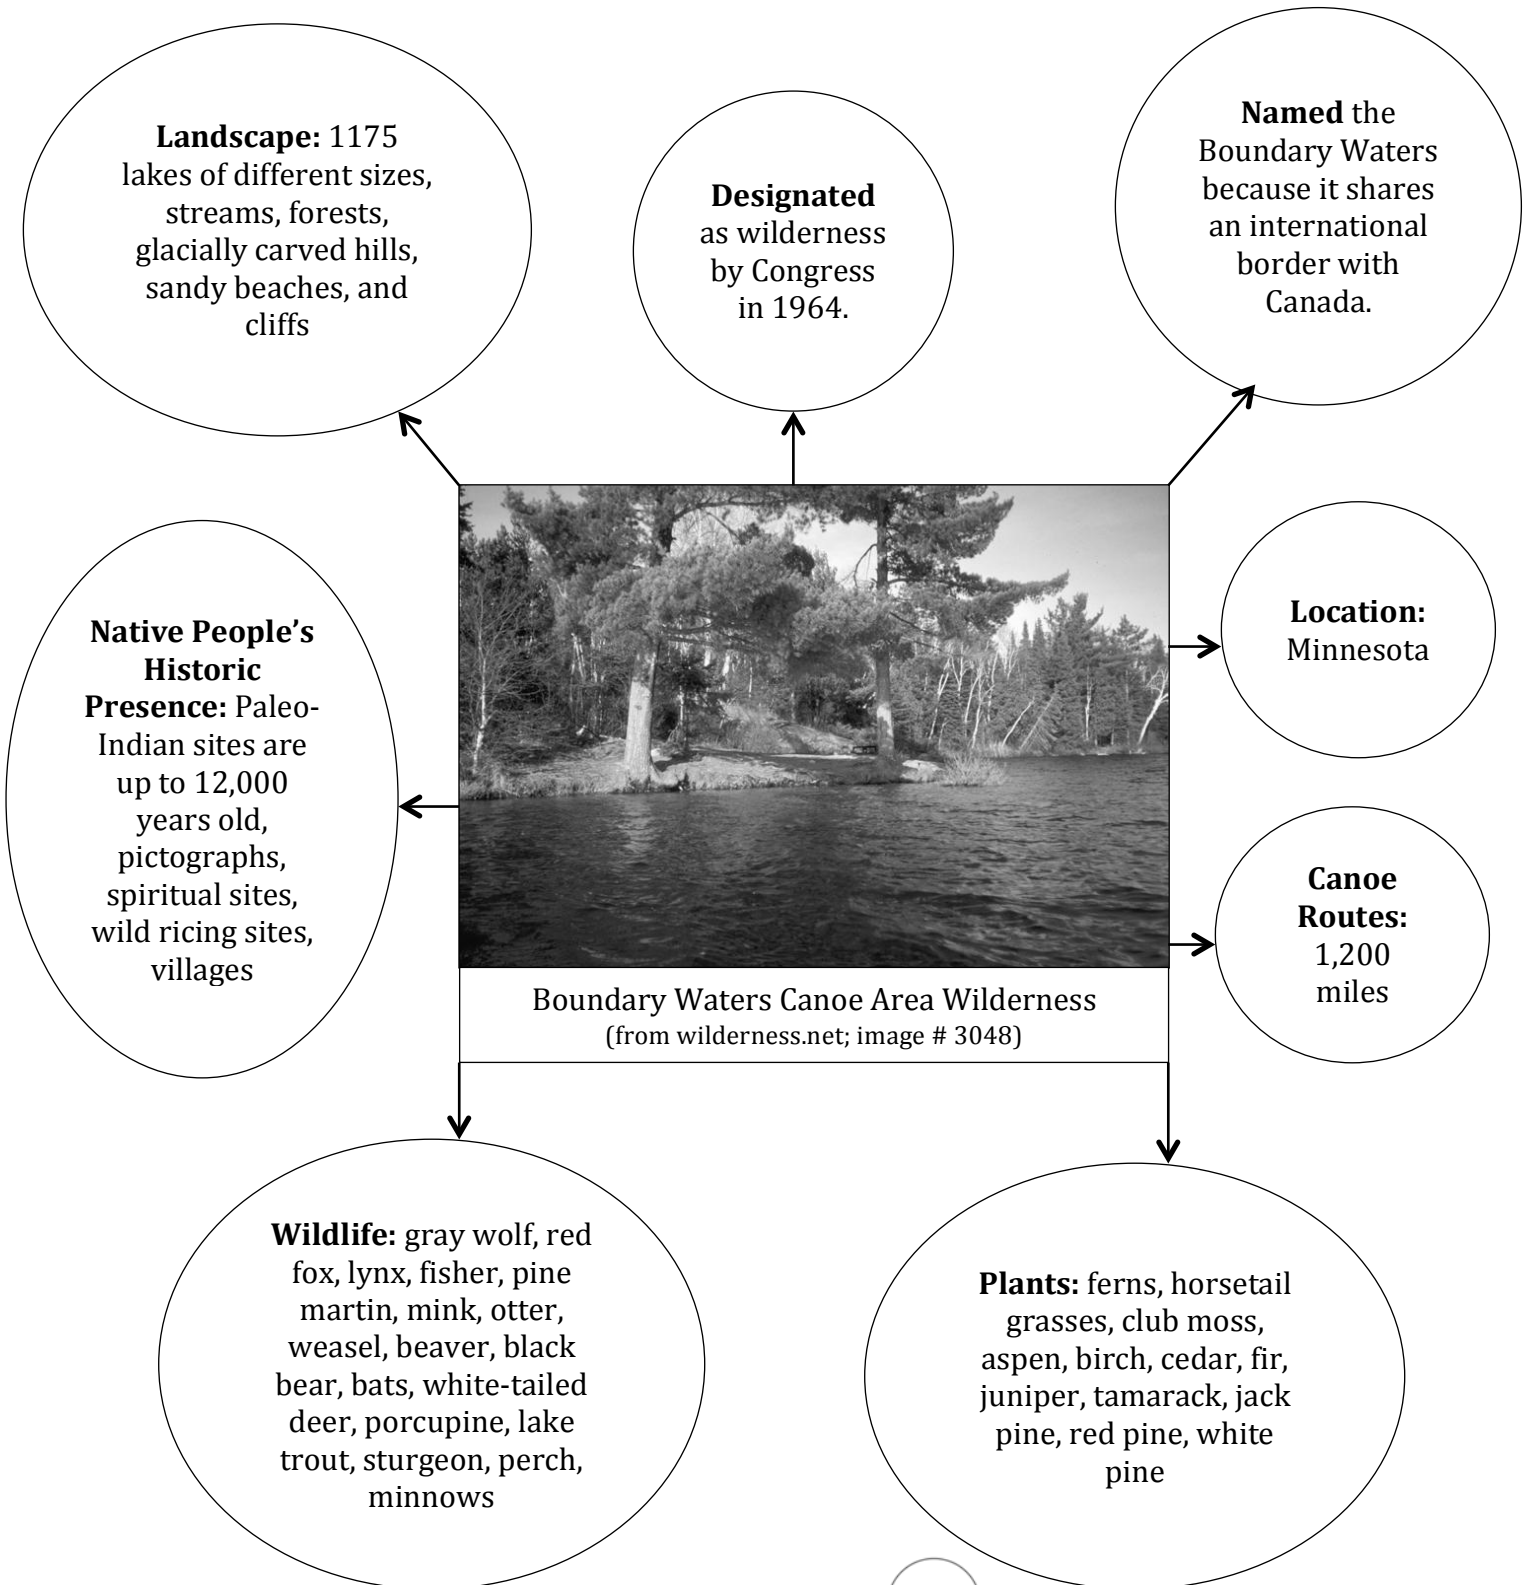 Landscape: 1175
lakes of different sizes,
streams, forests,
glacially carved hills,
sandy beaches, and
cliffs
Designated
as wilderness
by Congress
in 1964.
Named the
Boundary Waters
because it shares
an international
border with
Canada.
Native People’s
Historic
Presence: Paleo-
Indian sites are
up to 12,000
years old,
pictographs,
spiritual sites,
wild ricing sites,
villages
Location:
Minnesota
Canoe
Routes:
1,200
miles
Boundary Waters Canoe Area Wilderness
(from wilderness.net; image # 3048)
Wildlife: gray wolf, red
fox, lynx, fisher, pine
martin, mink, otter,
weasel, beaver, black
bear, bats, white-tailed
deer, porcupine, lake
trout, sturgeon, perch,
minnows
Plants: ferns, horsetail
grasses, club moss,
aspen, birch, cedar, fir,
juniper, tamarack, jack
pine, red pine, white
pine